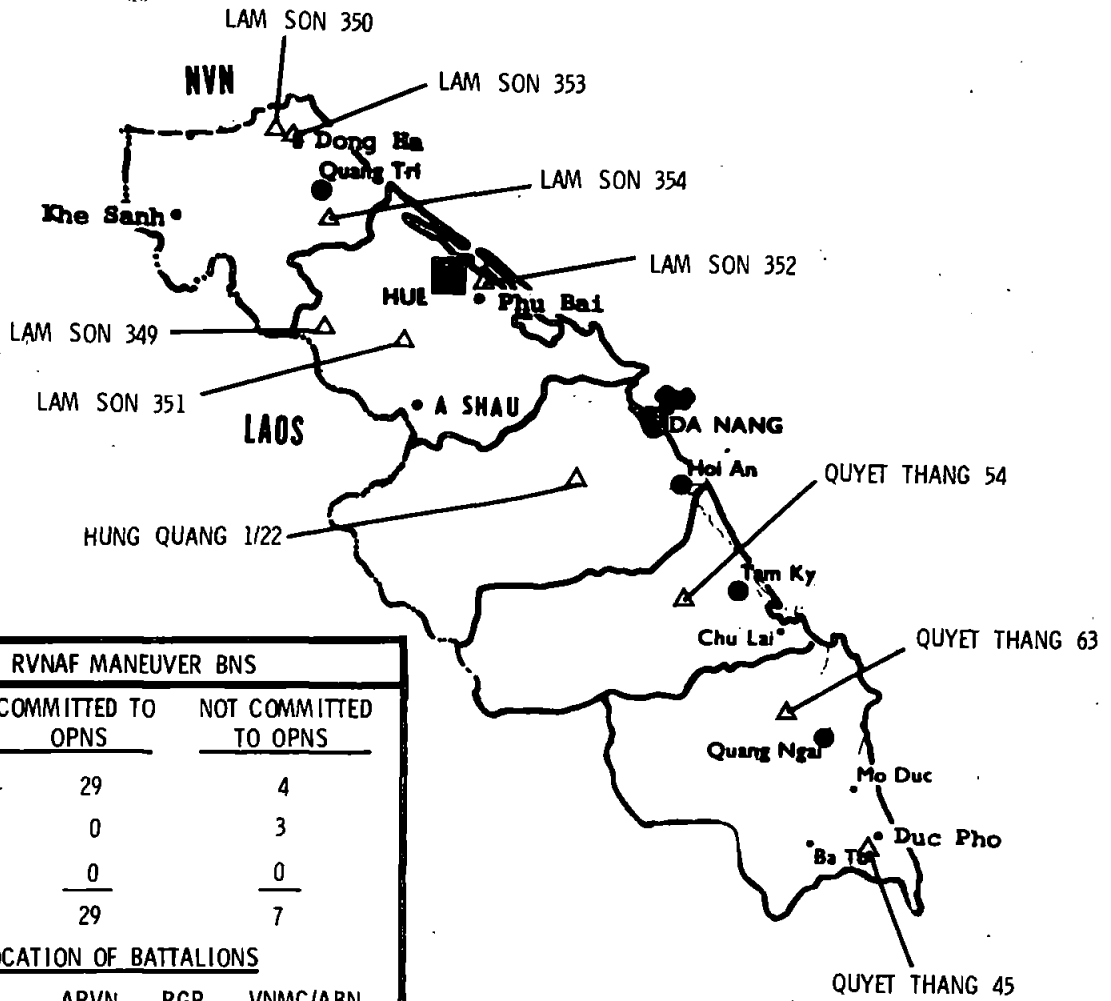 LAM SON 350
NVN
LAM SON 353
Dong Ha
Quang Tri
LAM SON 354
Khe Sanh
LAM SON 352
HUE
Phu Bai
LAM SON 349
LAM SON 351
A SHAU
LAOS
DA NANG
Hoi An
QUYET THANG 54
HUNG QUANG 1/22
Tam Ky
Chu Lai
QUYET THANG 63
Quang Ngai
Mo Duc
Duc Pho
QUYET THANG 45
RVNAF MANEUVER BNS
COMMITTED TO NOT COMMITTED
OPNS TO OPNS
29 4
0 3
0 0
29 7
OCATION OF BATTALIONS
ARVN RGR VNMC/ABN